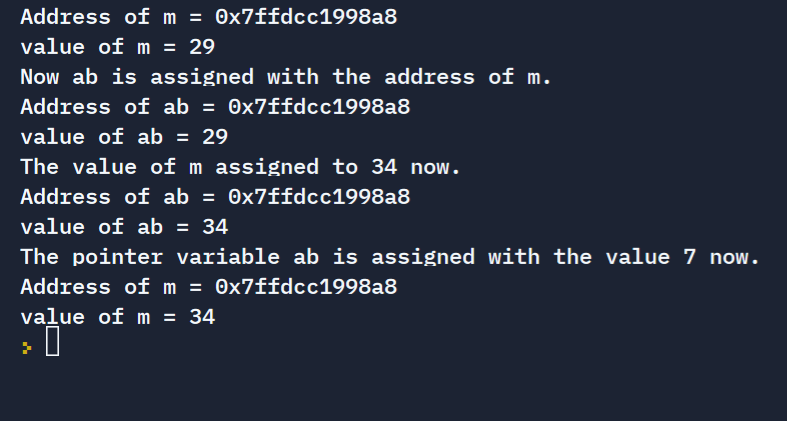 Address of m = 0x7ffdcc1998a8
value of m = 29
Now ab is assigned with the address of m.
Address of ab = 0x7ffdcc1998a8
value of ab = 29
The value of m assigned to 34 now.
Address of ab = 0x7ffdcc1998a8
value of ab = 34
The pointer variable ab is assigned with the value 7 now.
Address of m = 0x7ffdcc1998a8
value of m = 34